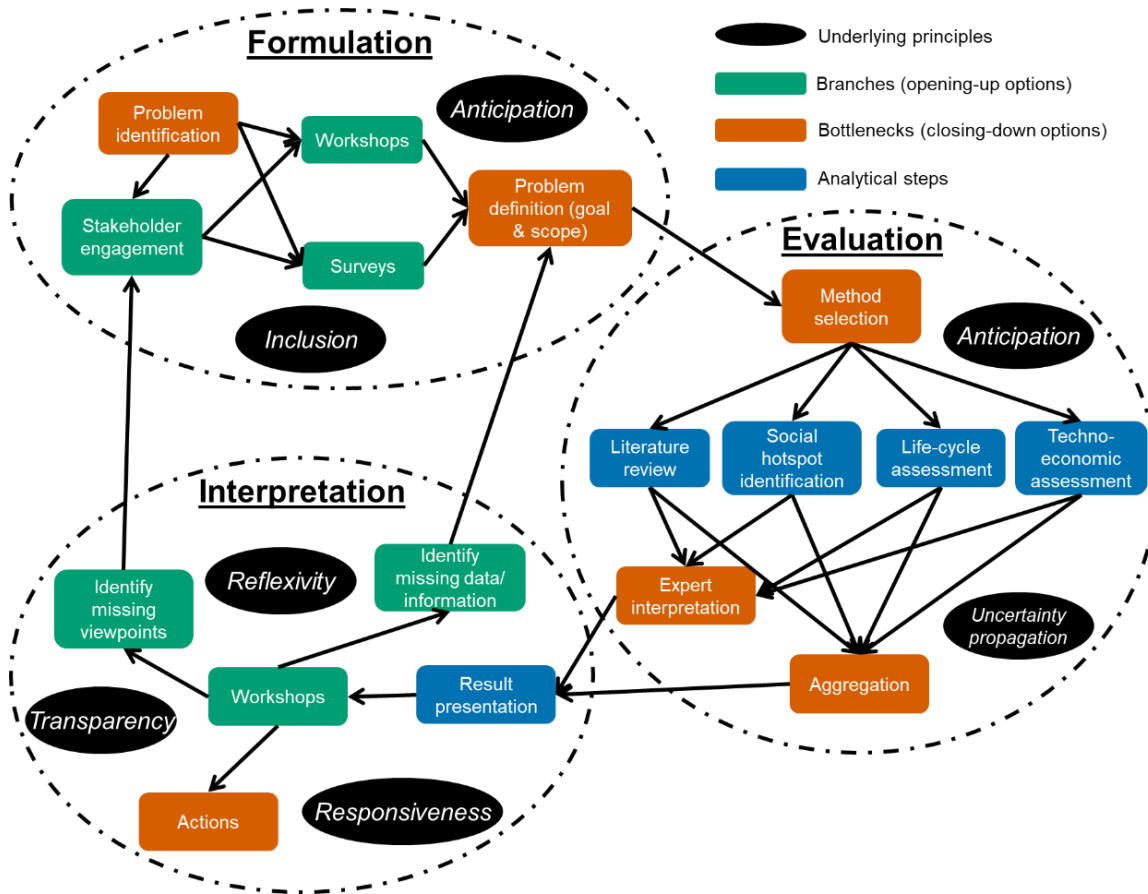 Formulation
Problem
identification
Workshops
Anticipation
Stakeholder
engagement
Surveys
Problem
definition (goal
& scope)
Inclusion
Underlying principles
Branches (opening-up options)
Bottlenecks (closing-down options)
Analytical steps
Evaluation
Method
selection
Anticipation
Literature
review
Social
hotspot
identification
Life-cycle
assessment
Techno-
economic
assessment
Expert
interpretation
Uncertainty
propagation
Aggregation
Interpretation
Reflexivity
Identify
missing data/
information
Identify
missing
viewpoints
Workshops
Result
presentation
Transparency
Actions
Responsiveness